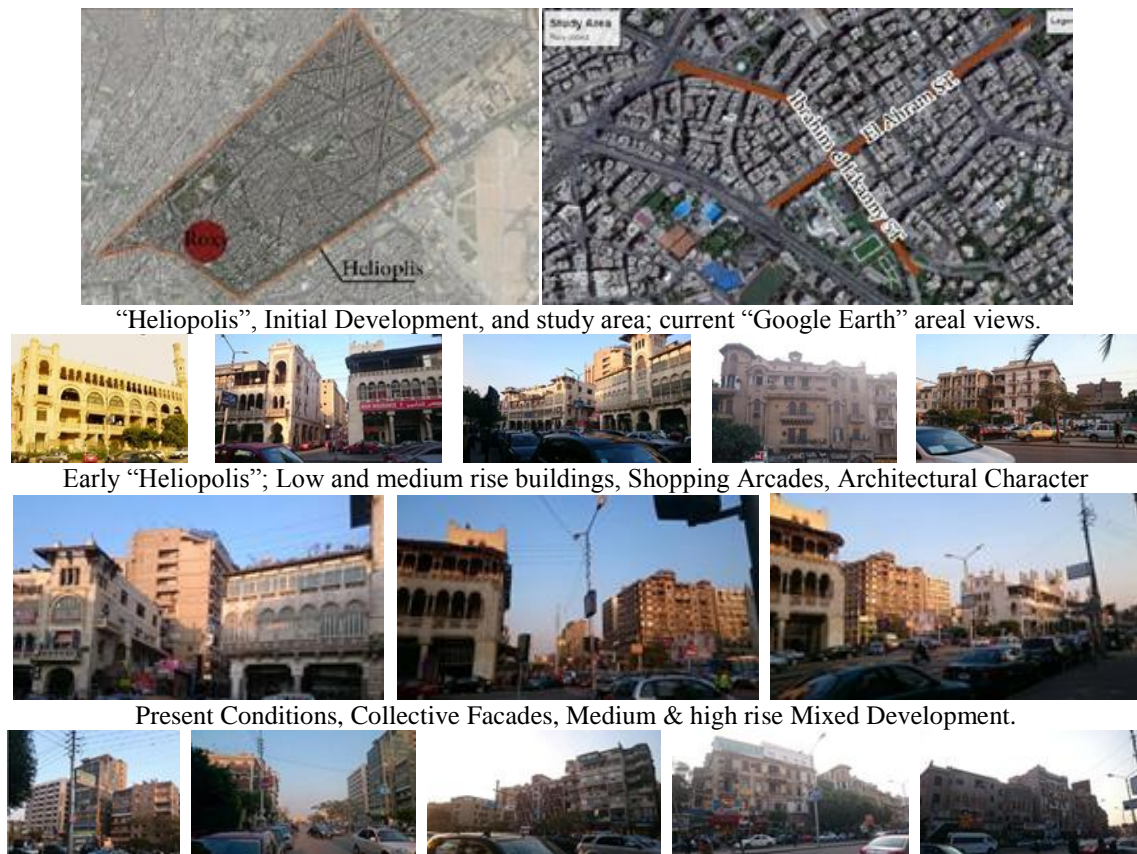 Roxy
Helioplis
Study Area
El Ahram ST.
Ibrahim el Lkanny ST
“Heliopolis”, Initial Development, and study area; current “Google Earth” areal views.
Early “Heliopolis”; Low and medium rise buildings, Shopping Arcades, Architectural Character
Present Conditions, Collective Facades, Medium & high rise Mixed Development.